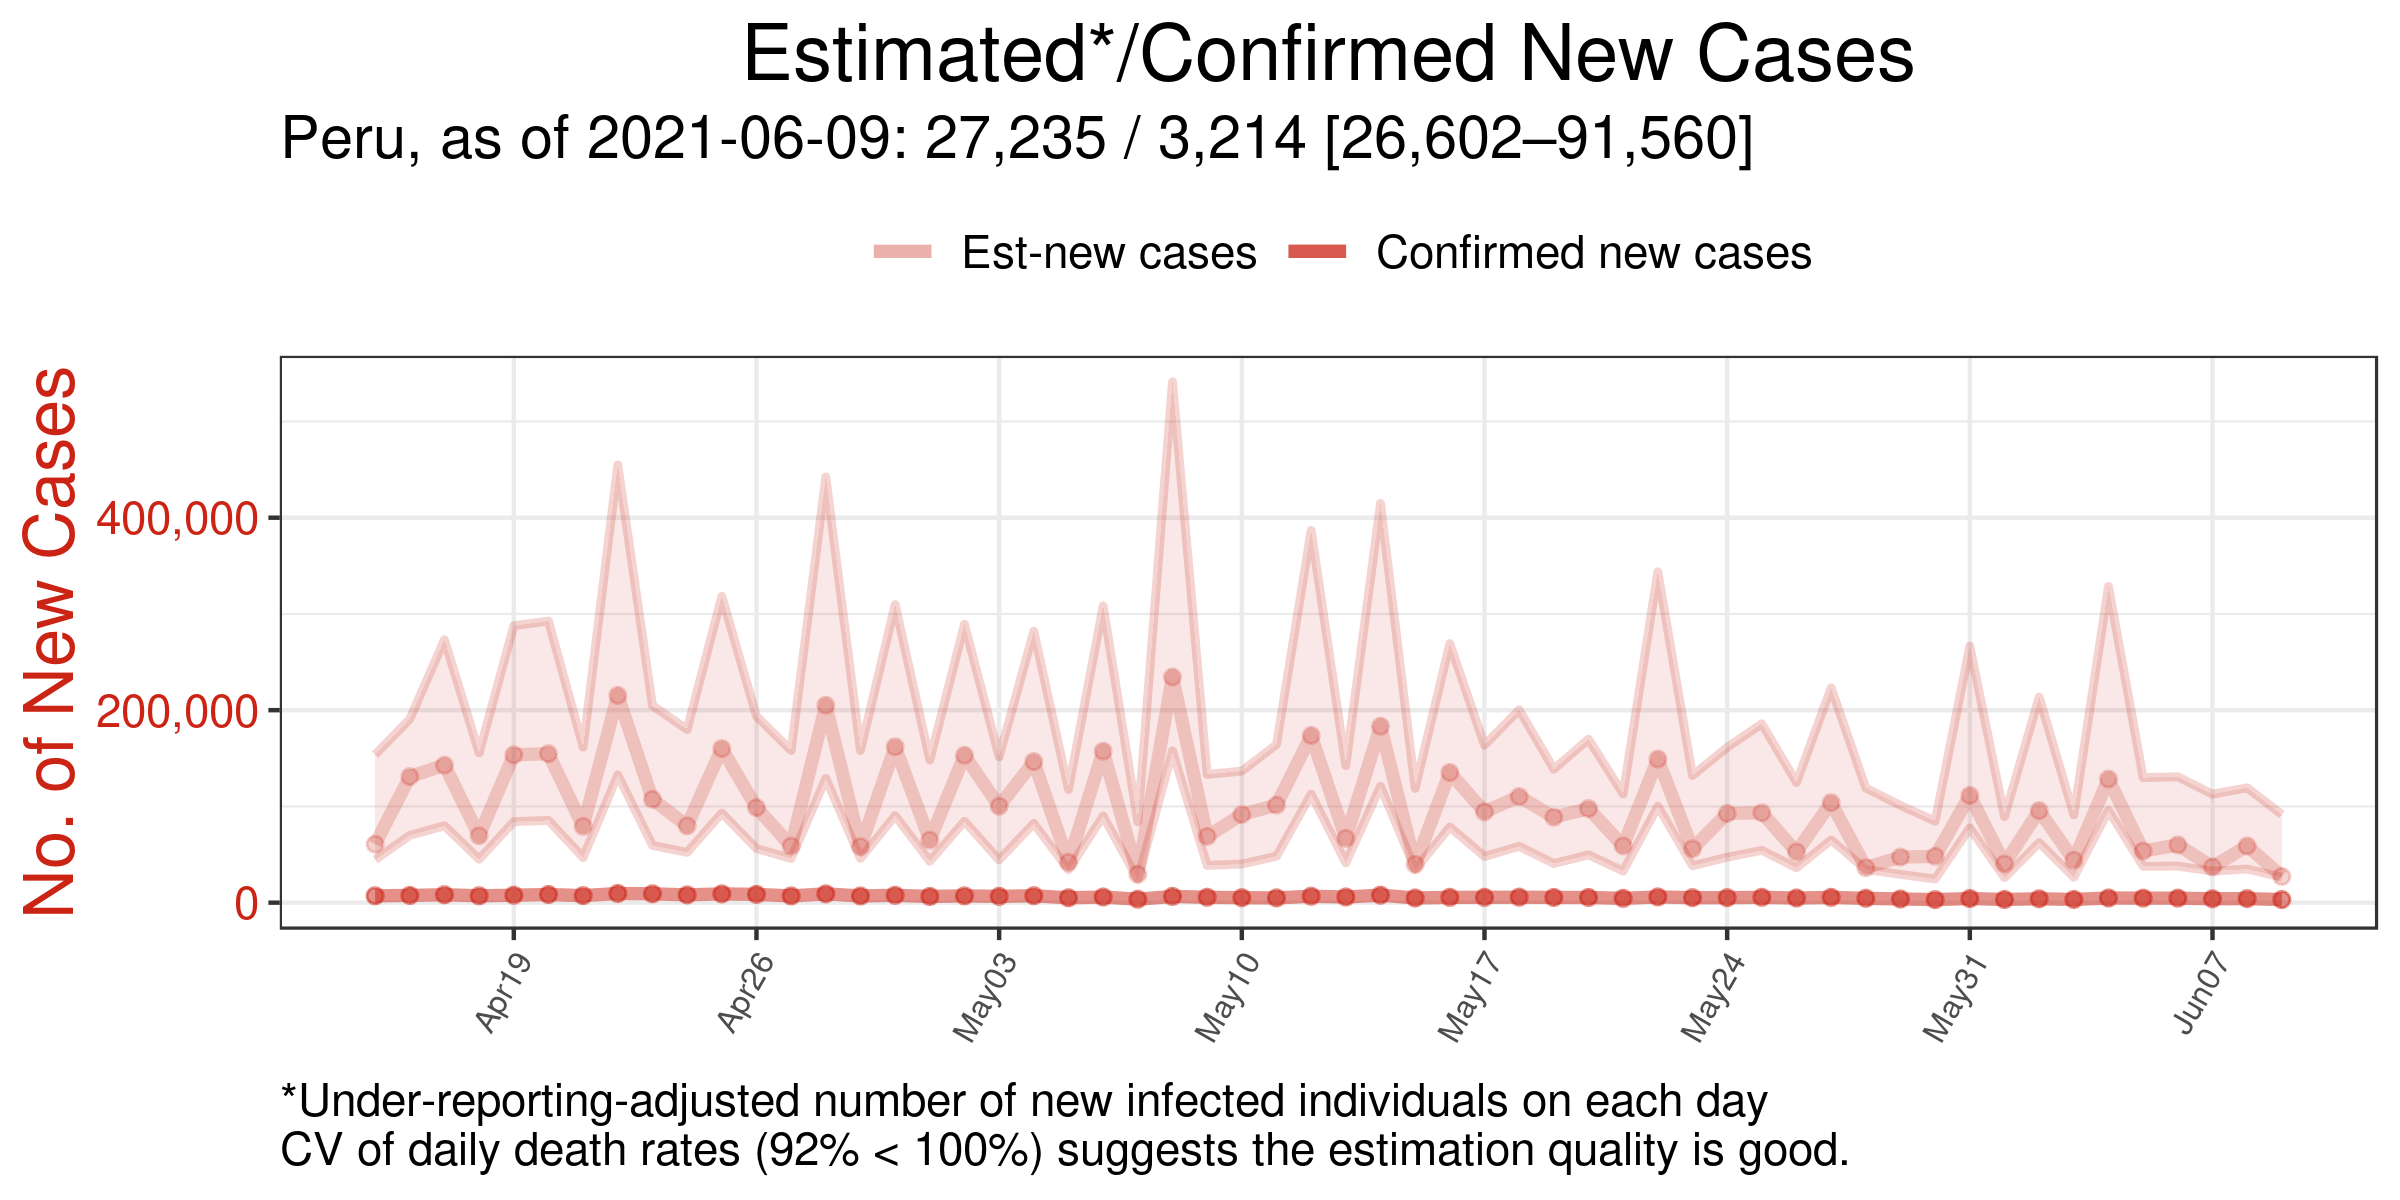 Estimated*/Confirmed New Cases
Peru, as of 2021-06-09: 27,235 / 3,214 [26,602–91,560]
Est-new cases
Confirmed new cases
No. of New Cases
400,000
200,000
0
Apr19
Apr26
May03
May10
May17
May24
May31
Jun07
*Under-reporting-adjusted number of new infected individuals on each day
CV of daily death rates (92% < 100%) suggests the estimation quality is good.